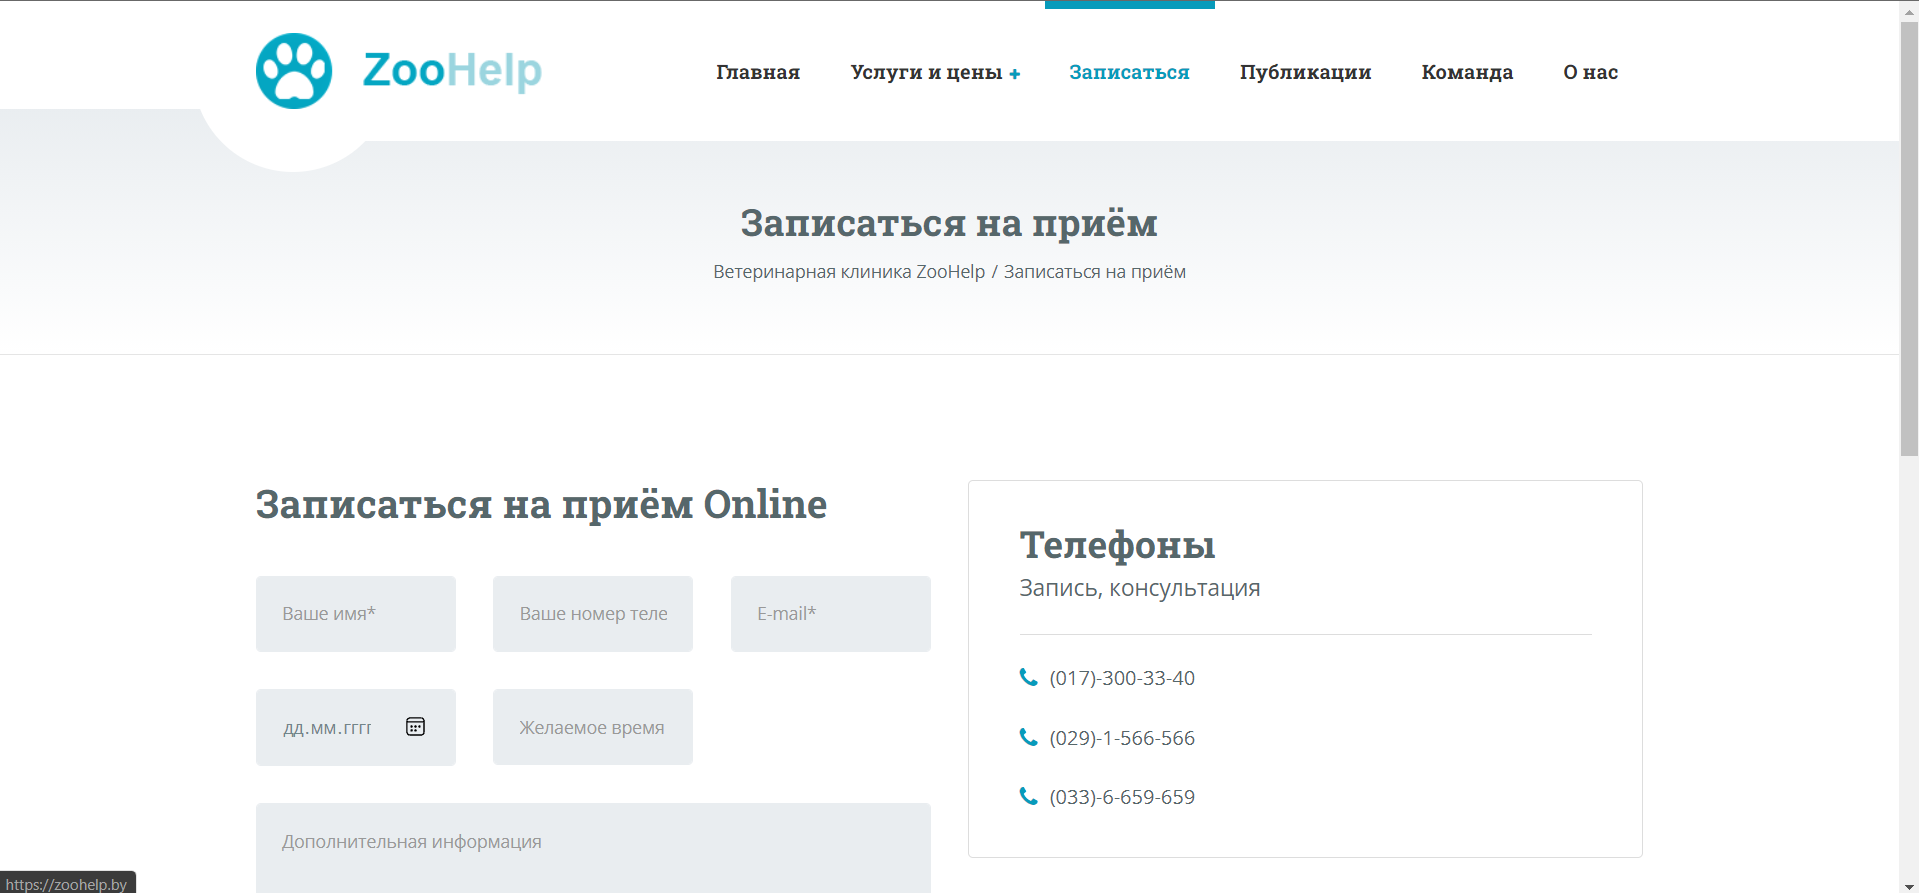 ZooHelp
Главная
Услуги и цены +
Записаться
Публикации
Команда
О нас
Записаться на приём
Ветеринарная клиника ZooHelp / Записаться на приём
Записаться на приём Online
Ваше имя*
Ваше номер теле
E-mail*
дд.мм.гггг
Желаемое время
Дополнительная информация
Телефоны
Запись, консультация
(017)-300-33-40
(029)-1-566-566
(033)-6-659-659
https://zoohelp.by